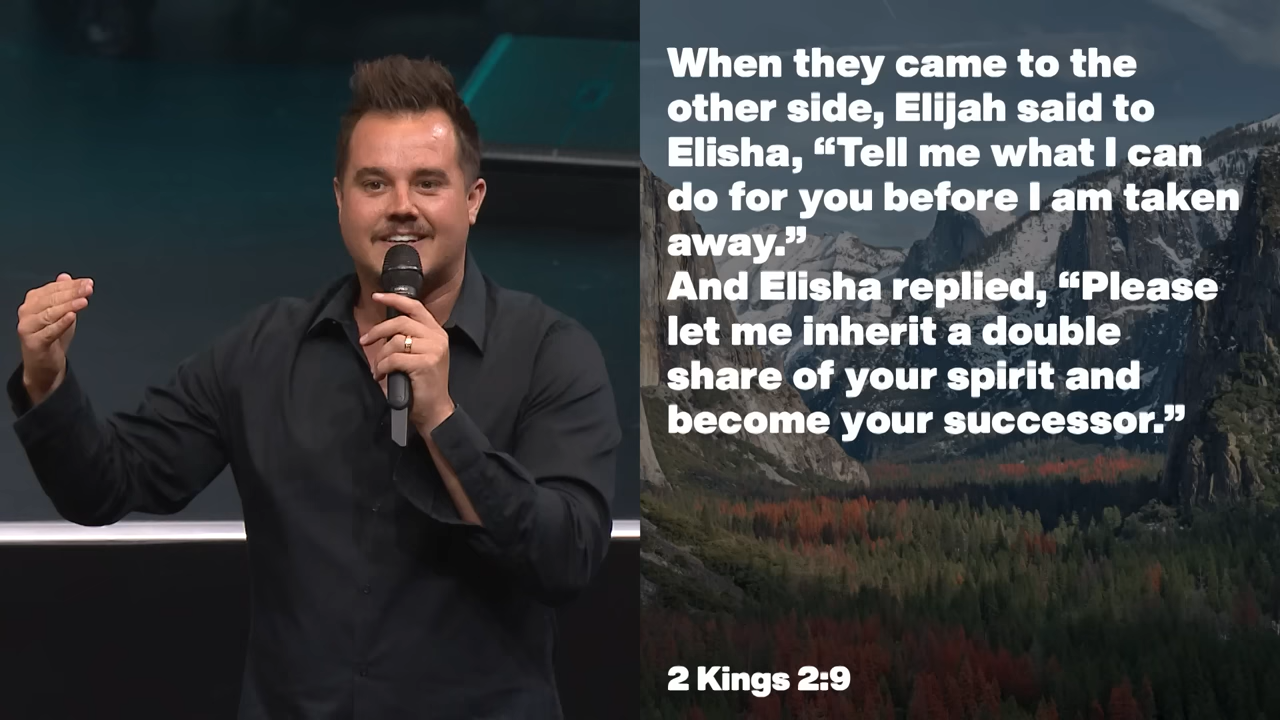 When they came to the
other side, Elijah said to
Elisha, “Tell me what I can
do for you before I am taken
away.”
And Elisha replied, “Please
let me inherit a double
share of your spirit and
become your successor.”
2 Kings 2:9